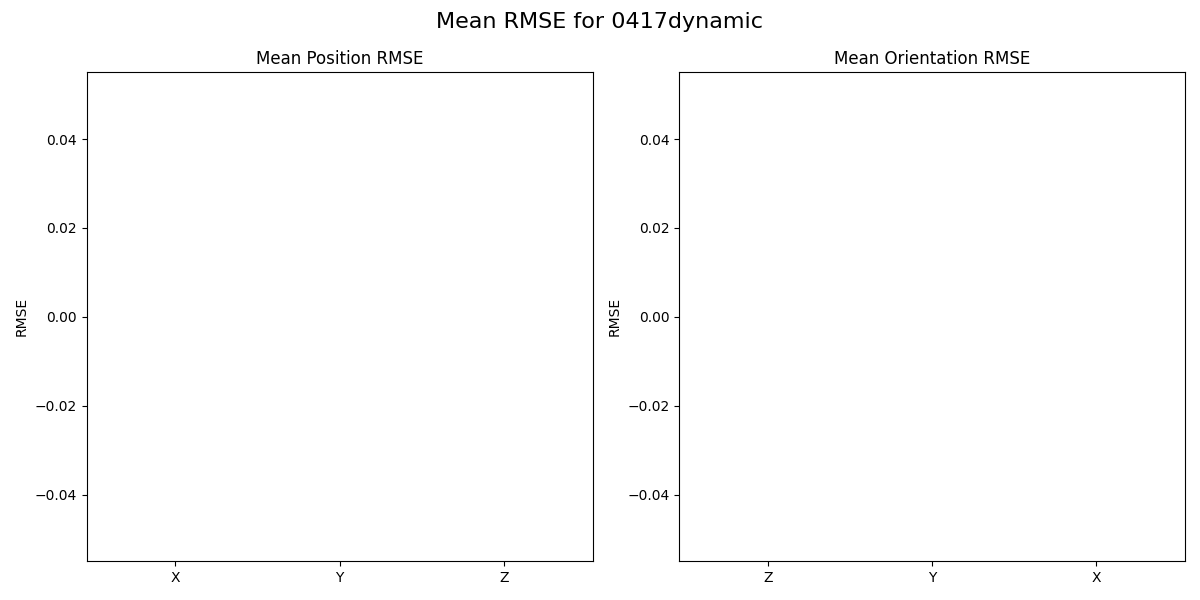 Mean RMSE for 0417dynamic
Mean Position RMSE
RMSE
0.04
0.02
0.00
−0.02
−0.04
X Y Z
Mean Orientation RMSE
RMSE
0.04
0.02
0.00
−0.02
−0.04
Z Y X